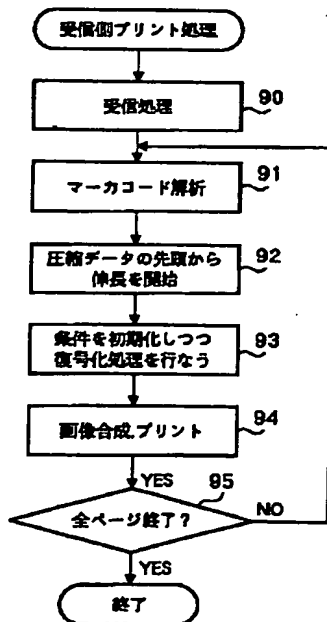 受信側プリント処理
受信処理
90
マーカコード解析
91
圧縮データの先頭から
伸長を開始
92
条件を初期化しつつ
復号化処理を行なう
93
画像合成,プリント
94
YES
95
全ページ終了?
NO
YES
終了